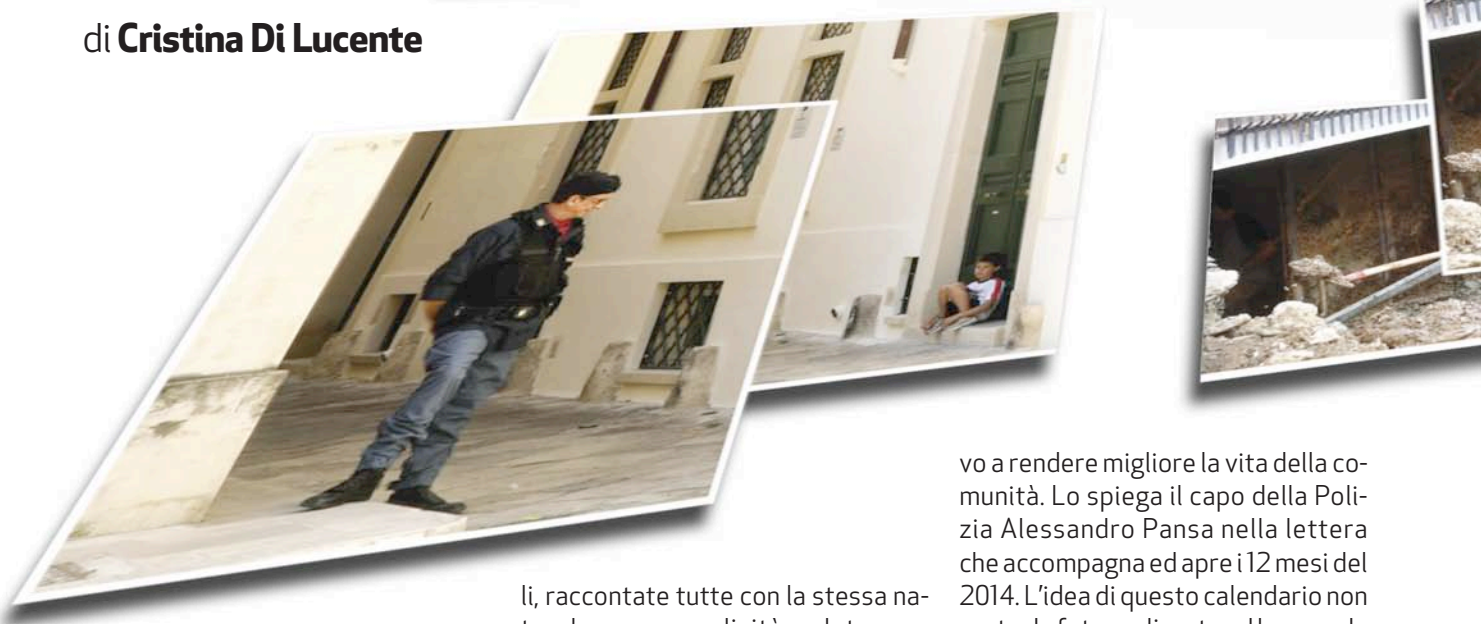 di Cristina Di Lucente
li, raccontate tutte con la stessa na-
vo a rendere migliore la vita della co-
munità. Lo spiega il capo della Poli-
zia Alessandro Pansa nella lettera
che accompagna ed apre i 12 mesi del
2014. L'idea di questo calendario non